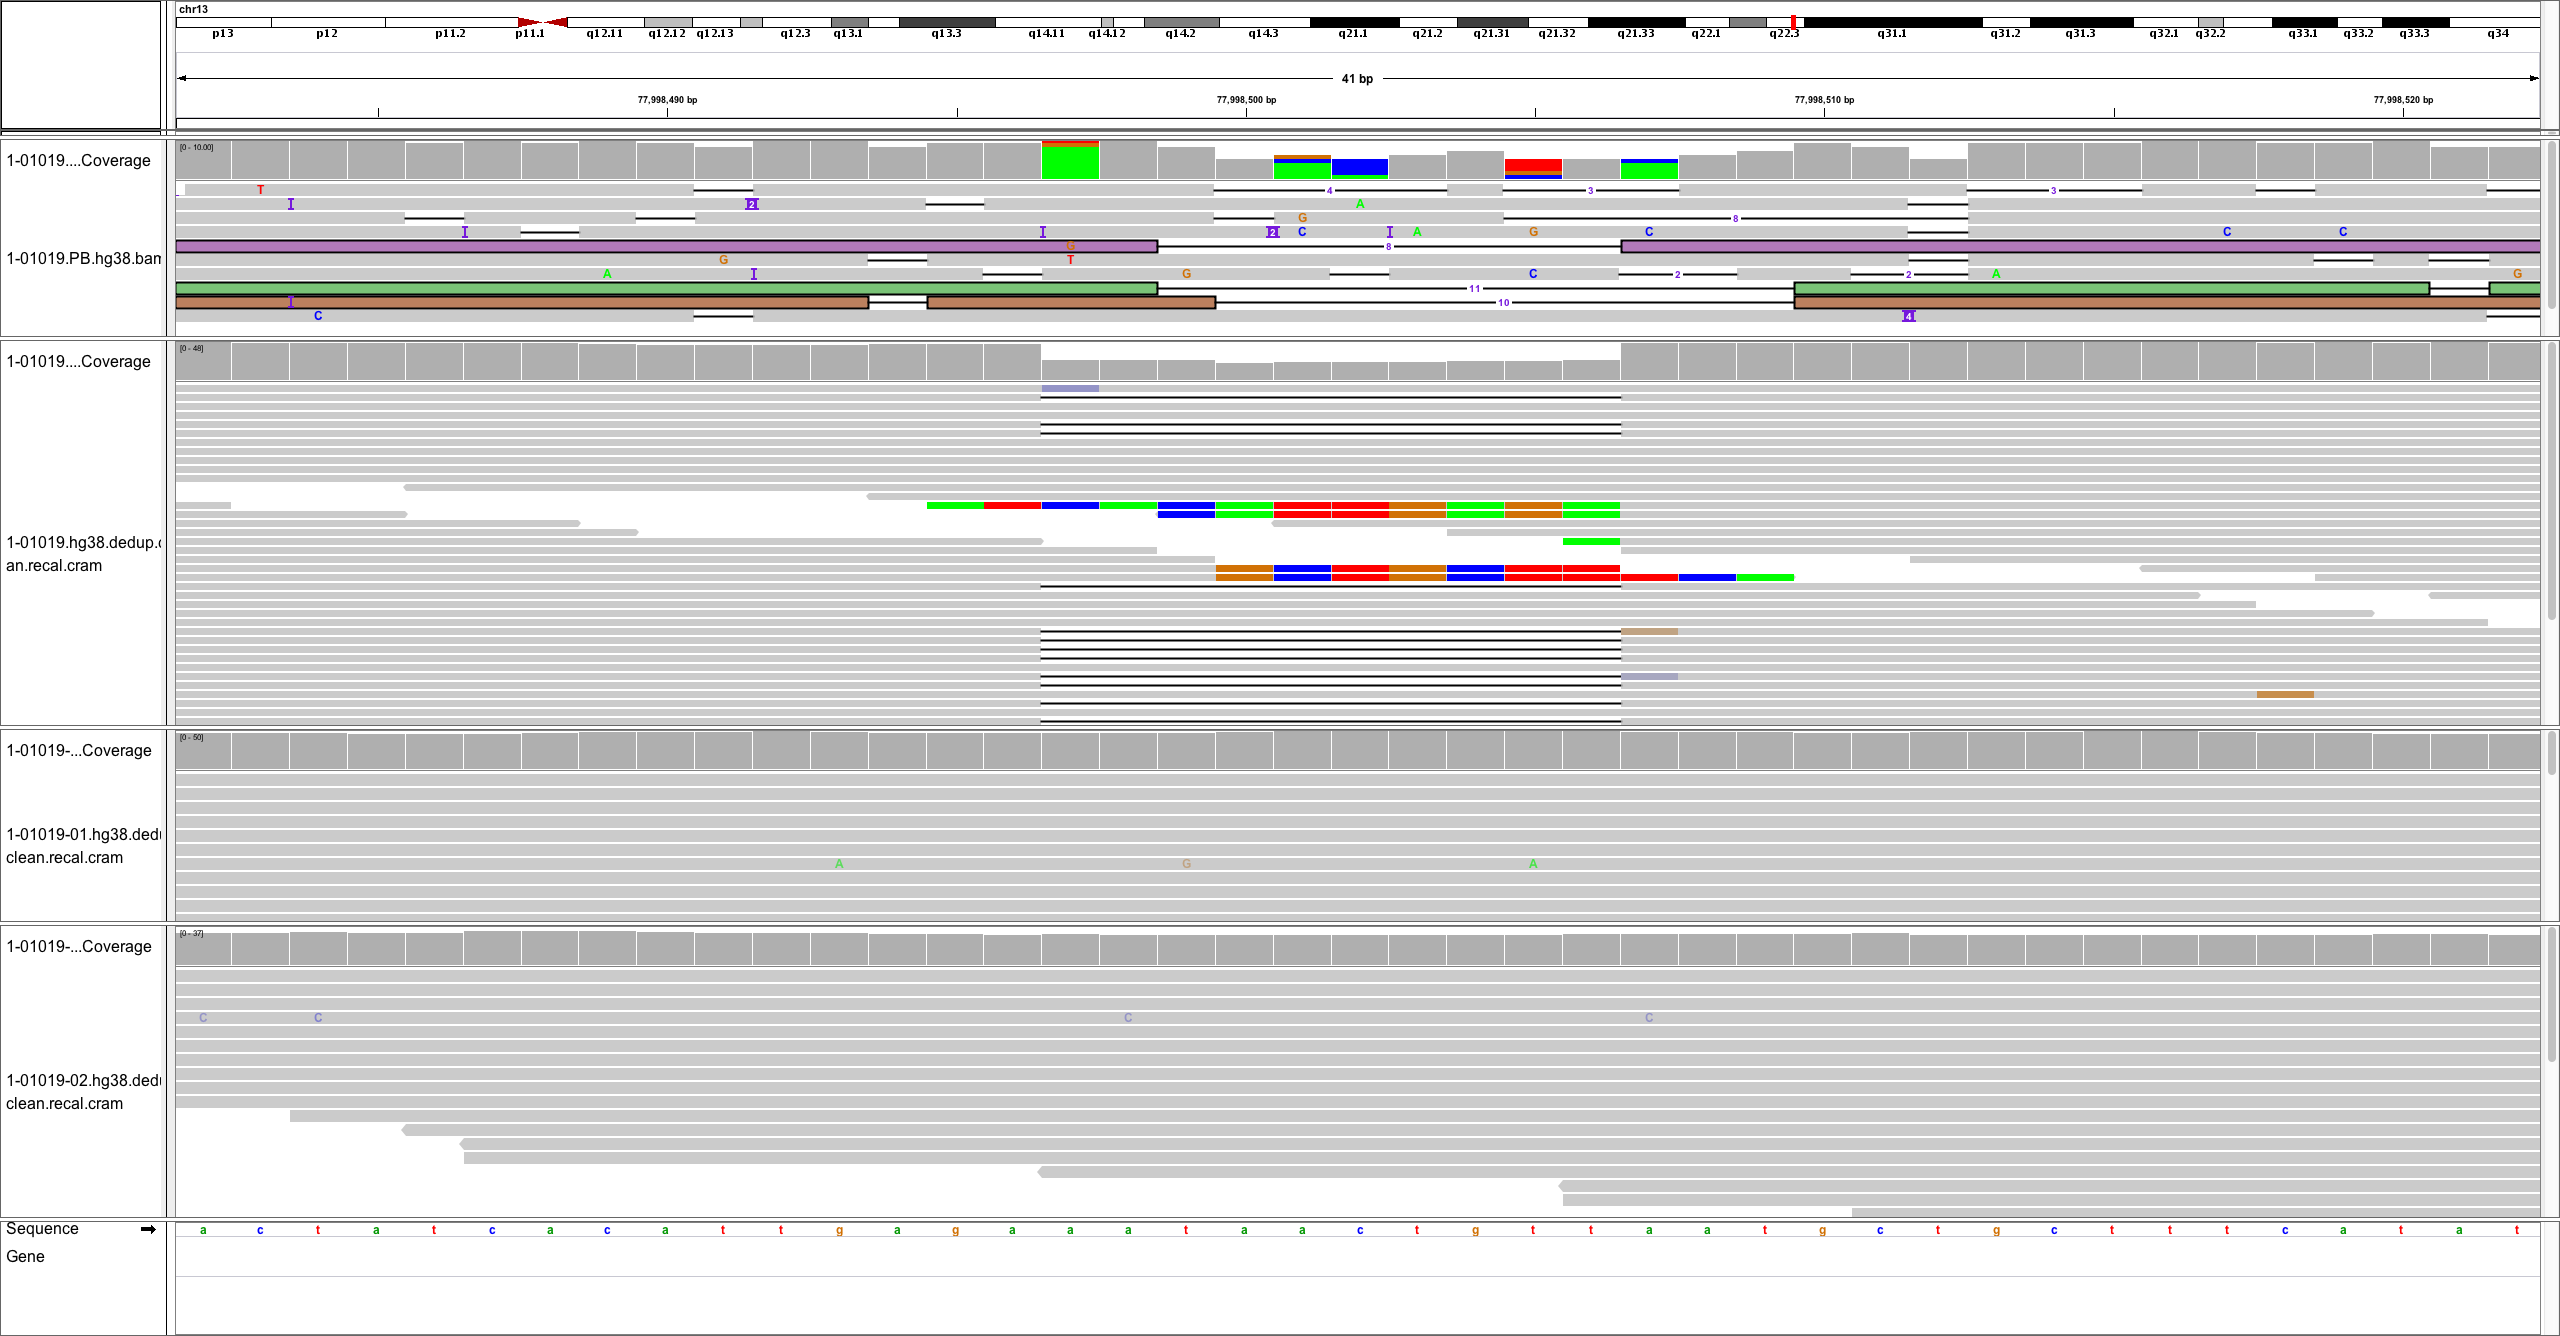 chr13
p13 p12 p11.2 p11.1 q12.11 q12.12 q12.13 q12.3 q13.1 q13.3 q14.11 q14.12 q14.2 q14.3 q21.1 q21.2 q21.31 q21.32 q21.33 q22.1 q22.3 q31.1 q31.2 q31.3 q32.1 q32.2 q33.1 q33.2 q33.3 q34
41 bp
77,998,490 bp 77,998,500 bp 77,998,510 bp 77,998,520 bp
1-01019....Coverage
[0 - 10.00]
T 4 3 3
2 A
G 8
2 C A G C C C
1-01019.PB.hg38.bam
G 8
G T
A G C 2 2 A G
11
10
C 4
1-01019....Coverage
[0 - 48]
1-01019.hg38.dedup.c
an.recal.cram
1-01019-...Coverage
[0 - 50]
1-01019-01.hg38.dedu
clean.recal.cram
A G A
1-01019-...Coverage
[0 - 37]
C C C C
1-01019-02.hg38.dedu
clean.recal.cram
Sequence a c t a t c a c a t t g a g a a a t a a c t g t t a a t g c t g c t t t c a t a t
Gene